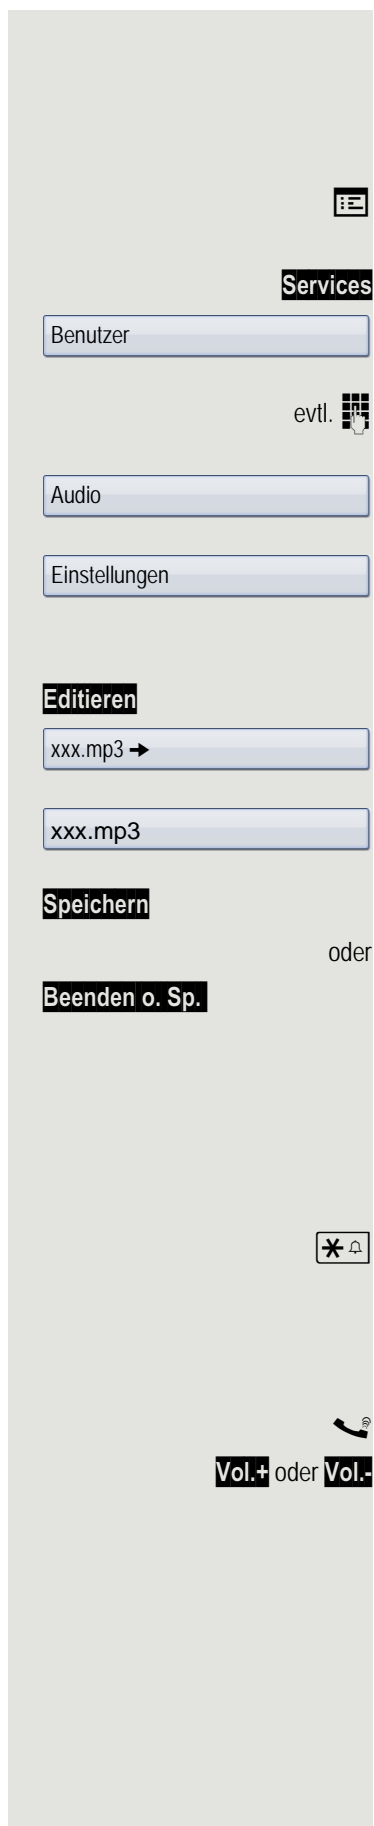 Services
Benutzer
evtl.
Audio
Einstellungen
Editieren
xxx.mp3 →
xxx.mp3
Speichern
oder
Beenden o. Sp.
Vol.+ oder Vol.-